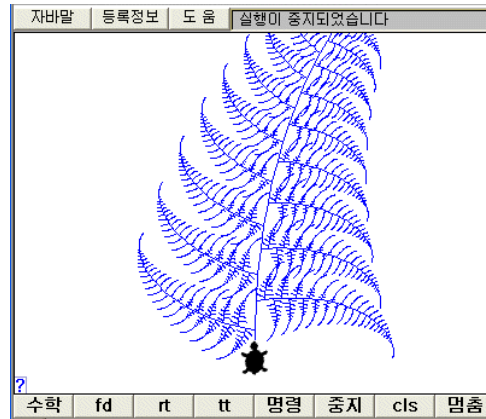 자바말 등록정보 도 움 실행이 중지되었습니다
?
수학 fd rt tt 명령 중지 cls 멈춤